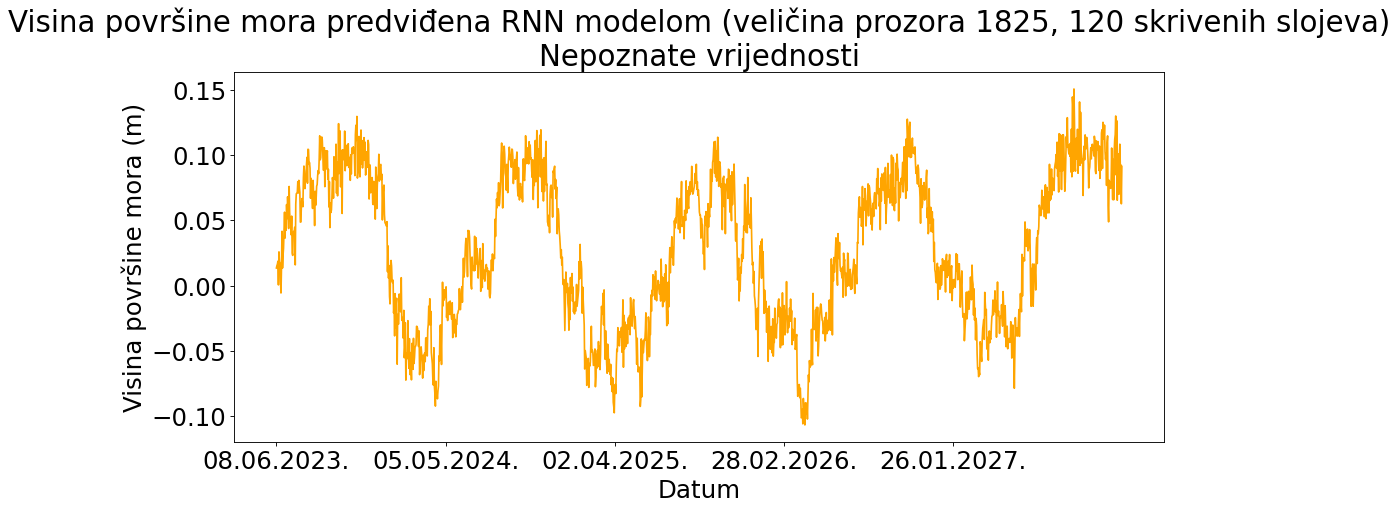 Visina površine mora predviđena RNN modelom (veličina prozora 1825, 120 skrivenih slojeva)
Nepoznate vrijednosti
Visina površine mora (m)
0.15
0.10
0.05
0.00
−0.05
−0.10
08.06.2023. 05.05.2024. 02.04.2025. 28.02.2026. 26.01.2027.
Datum